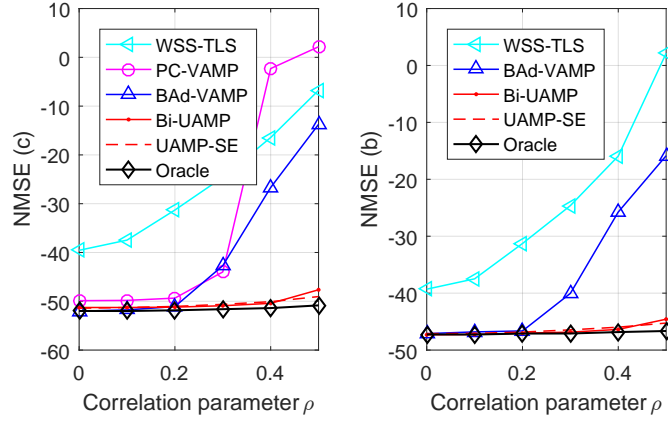 NMSE (c)
10
0
-10
-20
-30
-40
-50
-60
WSS-TLS
PC-VAMP
BAd-VAMP
Bi-UAMP
UAMP-SE
Oracle
0
0.2
0.4
Correlation parameter ρ
NMSE (b)
10
0
-10
-20
-30
-40
-50
WSS-TLS
BAd-VAMP
Bi-UAMP
UAMP-SE
Oracle
0
0.2
0.4
Correlation parameter ρ